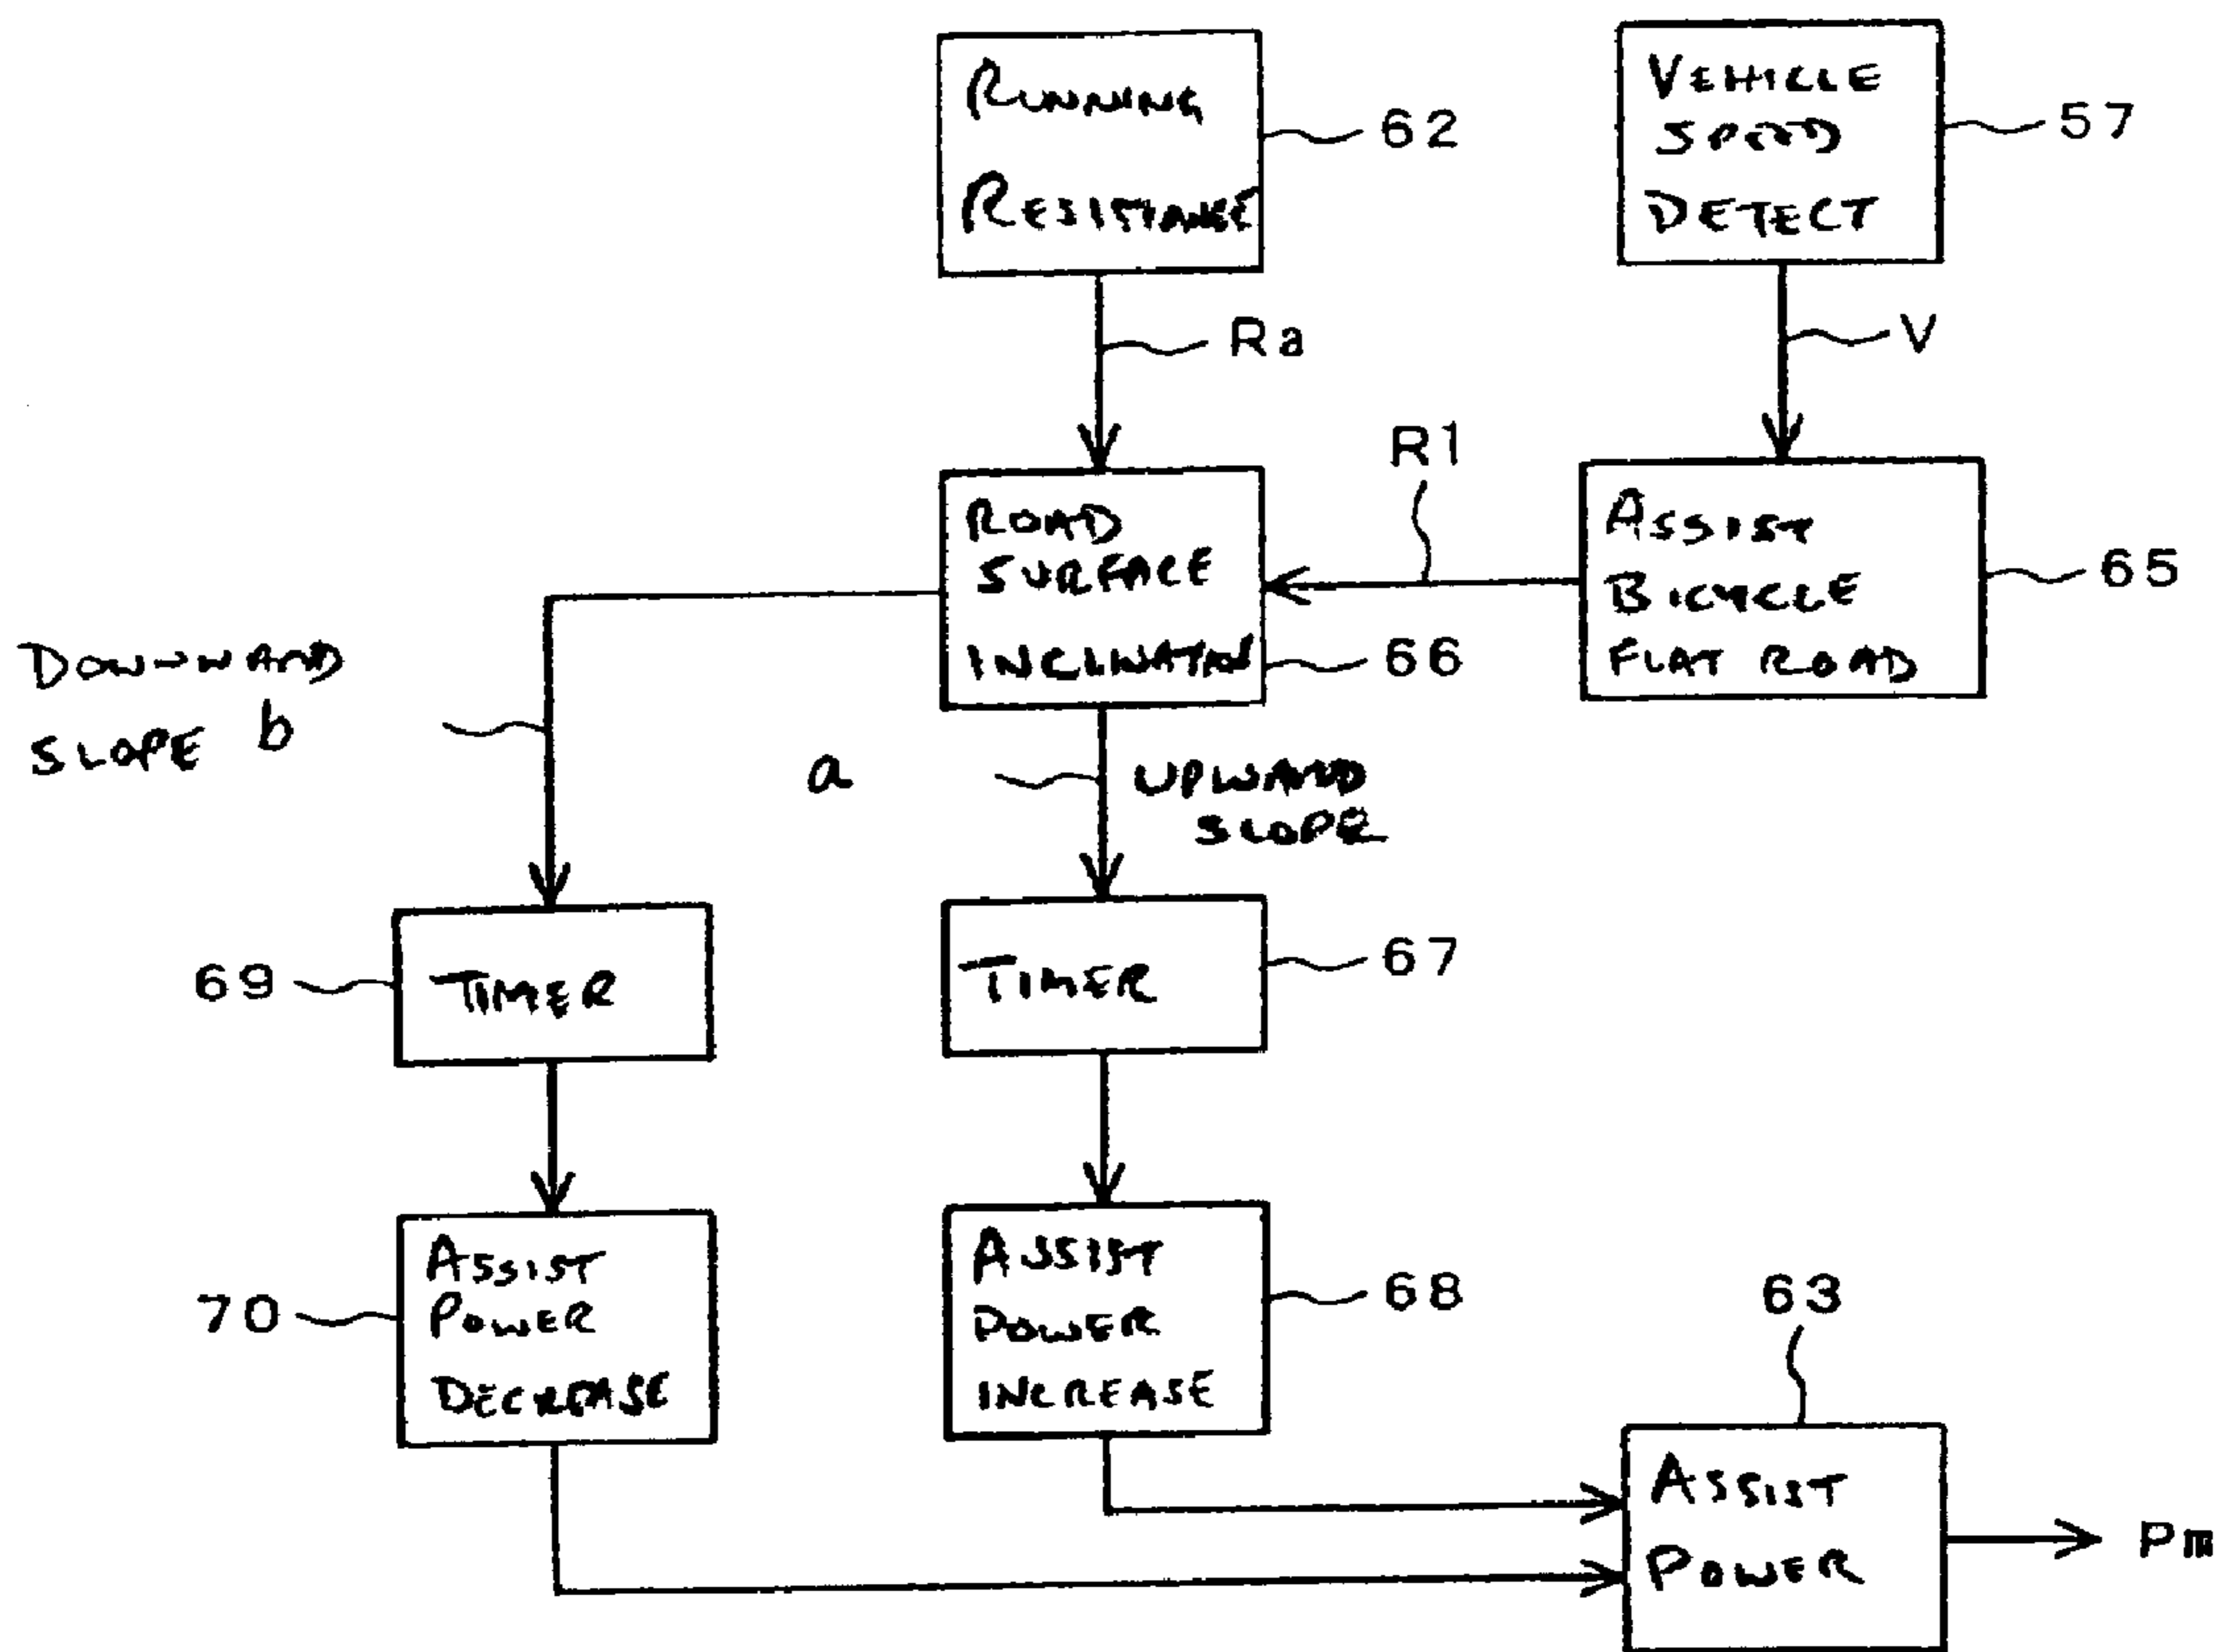 RUNNING
RESISTANCE
62
VEHICLE
SPEED
DETECT
57
Ra
V
R1
ROAD
SURFACE
INCLINATION
66
ASSIST
BICYCLE
FLAT ROAD
65
DOWNWARD
SLOPE b
a
UPWARD
SLOPE
69
TIMER
TIMER
67
70
ASSIST
POWER
DECREASE
ASSIST
POWER
INCREASE
68
63
ASSIST
POWER
Pm